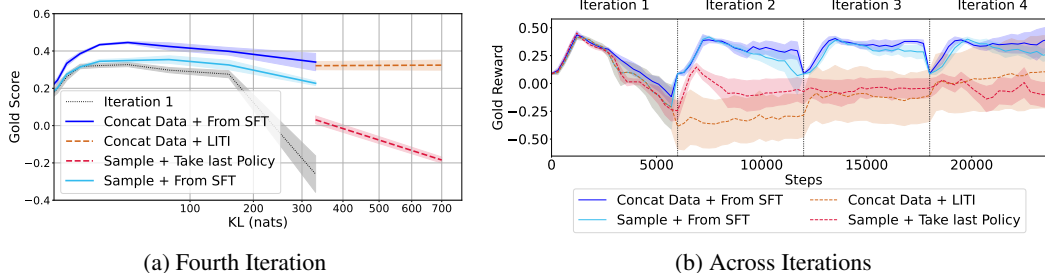 0.6
0.4
0.2
0.0
−0.2
−0.4
Gold Score
Iteration 1
Concat Data + From SFT
Concat Data + LITI
Sample + Take last Policy
Sample + From SFT
100 200 300 400 500 600 700
KL (nats)
(a) Fourth Iteration
Iteration 1 Iteration 2 Iteration 3 Iteration 4
0.50
0.25
0.00
−0.25
−0.50
Gold Reward
0 5000 10000 15000 20000
Steps
Concat Data + From SFT Concat Data + LITI
Sample + From SFT Sample + Take last Policy
(b) Across Iterations